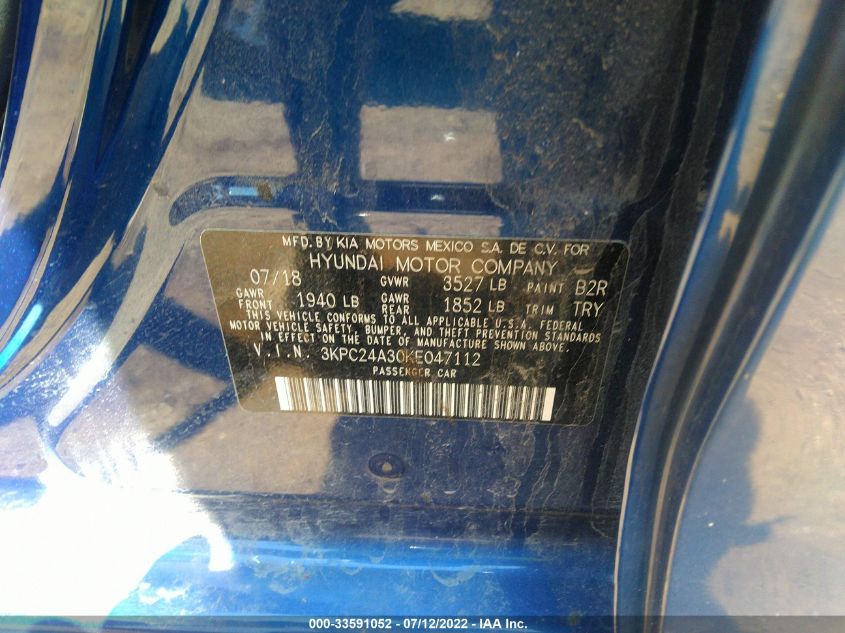 MFD. BY KIA MOTORS MEXICO S.A. DE C.V. FOR
HYUNDAI MOTOR COMPANY
07/18 GVWR 3527 LB PAINT B2R
GAWR FRONT 1940 LB GAWR REAR 1852 LB TRIM TRY
THIS VEHICLE CONFORMS TO ALL APPLICABLE U.S.A. FEDERAL
MOTOR VEHICLE SAFETY, BUMPER, AND THEFT PREVENTION STANDARDS
IN EFFECT ON THE DATE OF MANUFACTURE SHOWN ABOVE.
V.I.N. 3KPC24A30KE047112
PASSENGER CAR
000-33591052 - 07/12/2022 - IAA Inc.